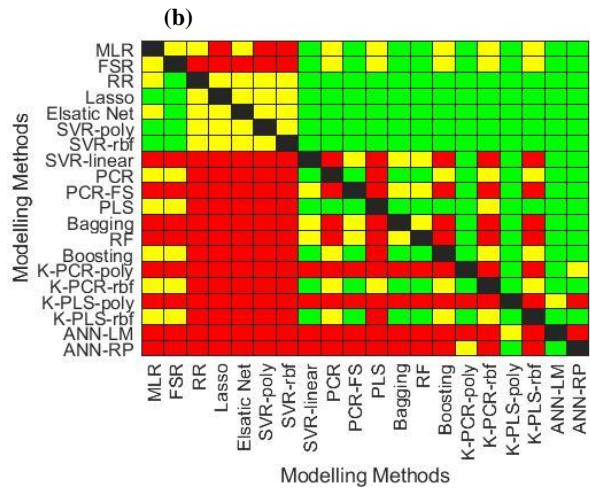 (b)
Modelling Methods
MLR
FSR
RR
Lasso
Elsatic Net
SVR-poly
SVR-rbf
SVR-linear
PCR
PCR-FS
PLS
Bagging
RF
Boosting
K-PCR-poly
K-PCR-rbf
K-PLS-poly
K-PLS-rbf
ANN-LM
ANN-RP
MLR
FSR
RR
Lasso
Elsatic Net
SVR-poly
SVR-rbf
SVR-linear
PCR
PCR-FS
PLS
Bagging
RF
Boosting
K-PCR-poly
K-PCR-rbf
K-PLS-poly
K-PLS-rbf
ANN-LM
ANN-RP
Modelling Methods